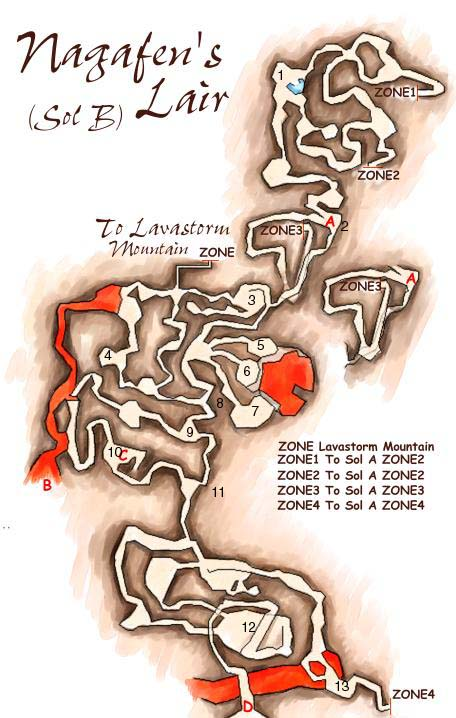 Nagafen's
Lair
(Sol B)
1
ZONE1
ZONE2
A
2
ZONE3
To Lavastorm
Mountain ZONE
A
ZONE3
3
4
5
6
7
8
9
10
C
B
11
ZONE Lavastorm Mountain
ZONE1 To Sol A ZONE2
ZONE2 To Sol A ZONE2
ZONE3 To Sol A ZONE3
ZONE4 To Sol A ZONE4
12
13
ZONE4
D